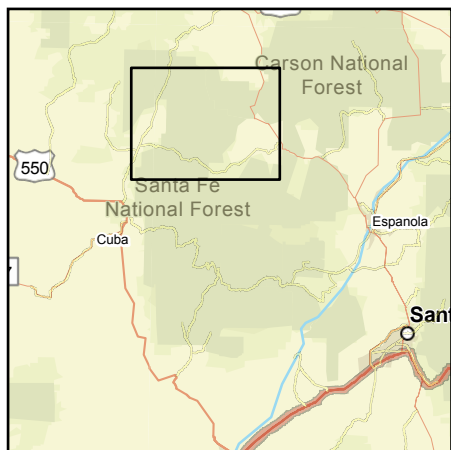 Carson National
Forest
550
Santa Fe
National Forest
Espanola
Cuba
Sant